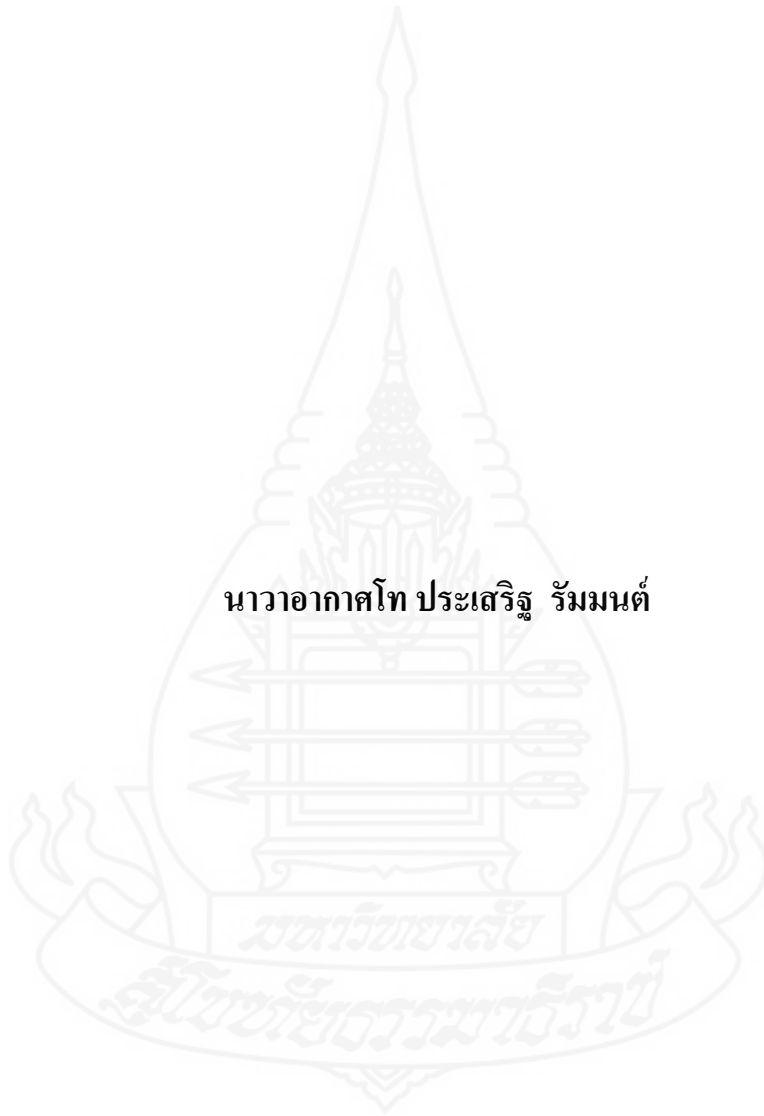 นาวาอากาศโท ประเสริฐ รัมมนต์
มหาวิทยาลัย
สุโขทัยธรรมาธิราช